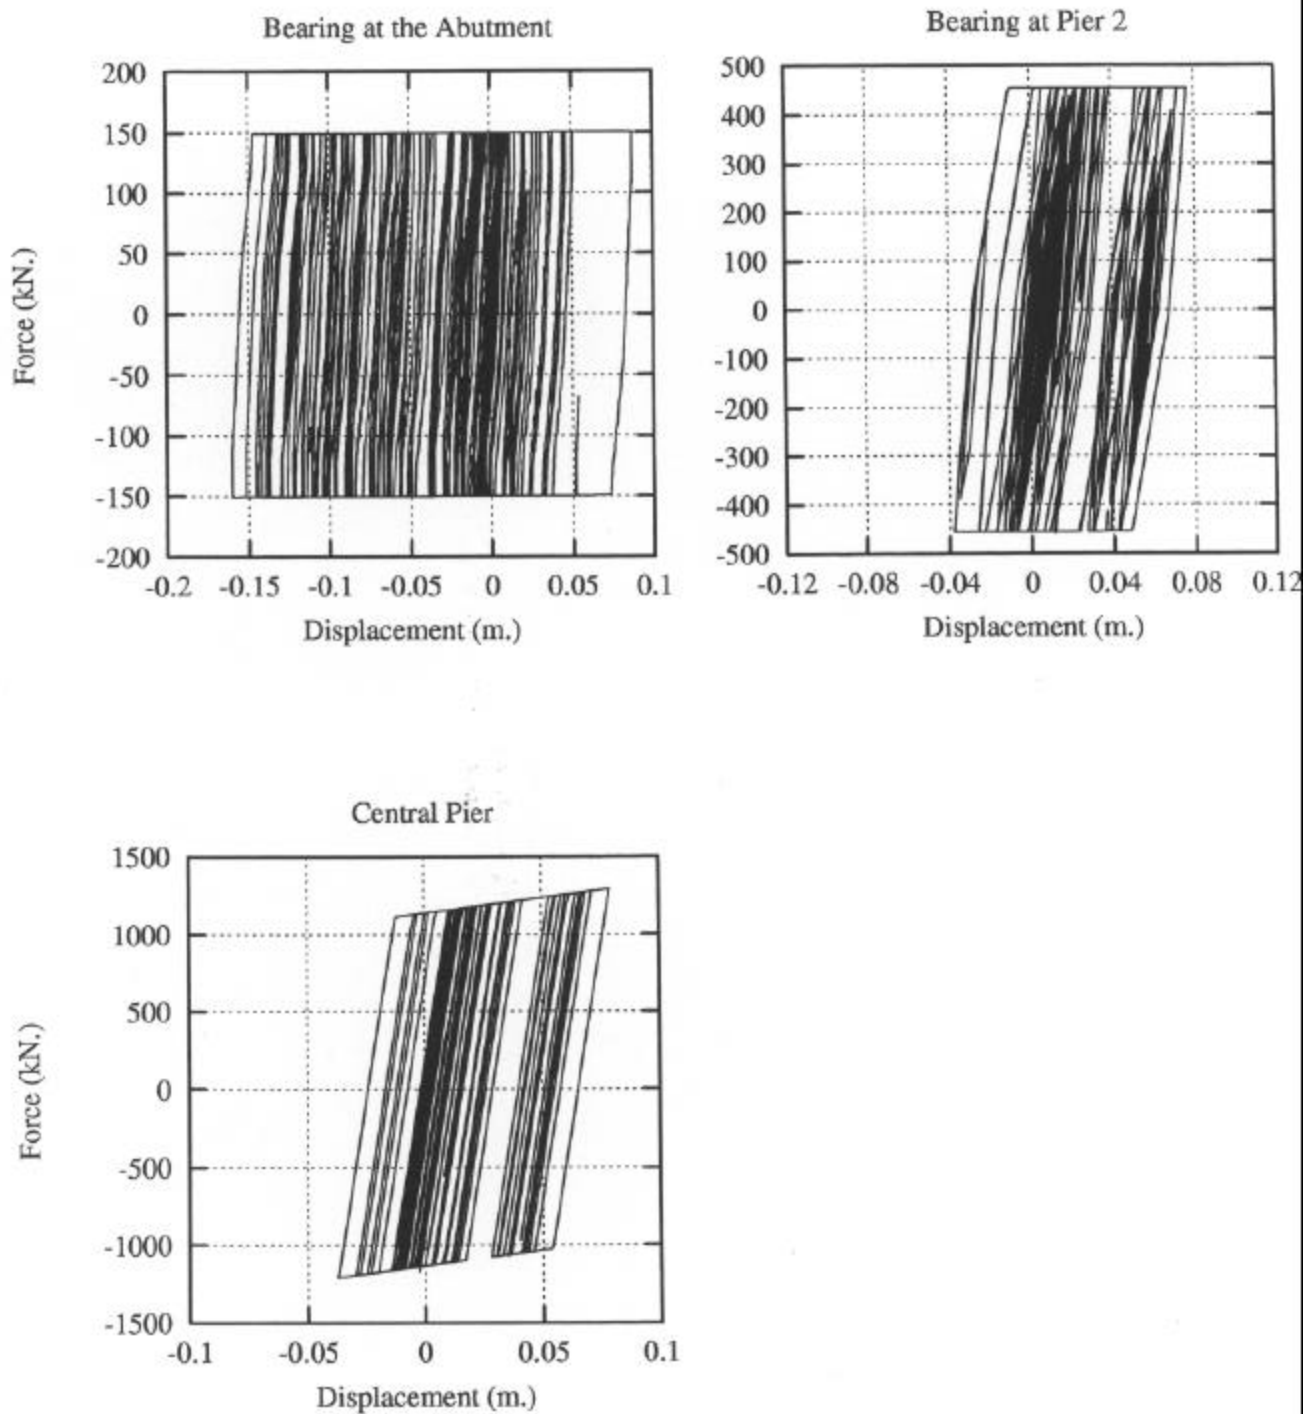 Bearing at the Abutment
200
150
100
50
0
-50
-100
-150
-200
-0.2 -0.15 -0.1 -0.05 0 0.05 0.1
Force (kN.)
Displacement (m.)
Bearing at Pier 2
500
400
300
200
100
0
-100
-200
-300
-400
-500
-0.12 -0.08 -0.04 0 0.04 0.08 0.12
Displacement (m.)
Central Pier
1500
1000
500
0
-500
-1000
-1500
-0.1 -0.05 0 0.05 0.1
Force (kN.)
Displacement (m.)